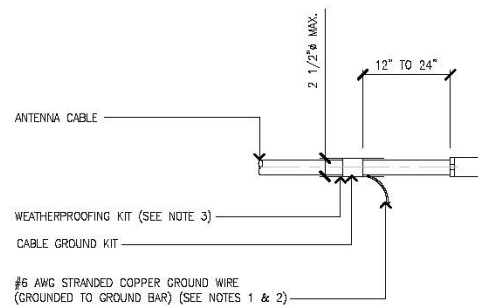 2 1/2"ø MAX.
12" TO 24"
ANTENNA CABLE
WEATHERPROOFING KIT (SEE NOTE 3)
CABLE GROUND KIT
#6 AWG STRANDED COPPER GROUND WIRE
(GROUNDED TO GROUND BAR) (SEE NOTES 1 & 2)